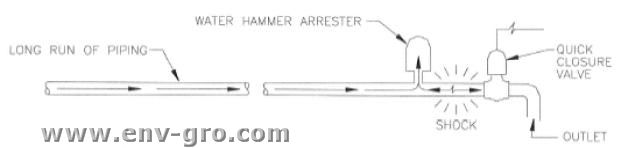 WATER HAMMER ARRESTER
LONG RUN OF PIPING
QUICK
CLOSURE
VALVE
SHOCK
OUTLET
www.env-gro.com